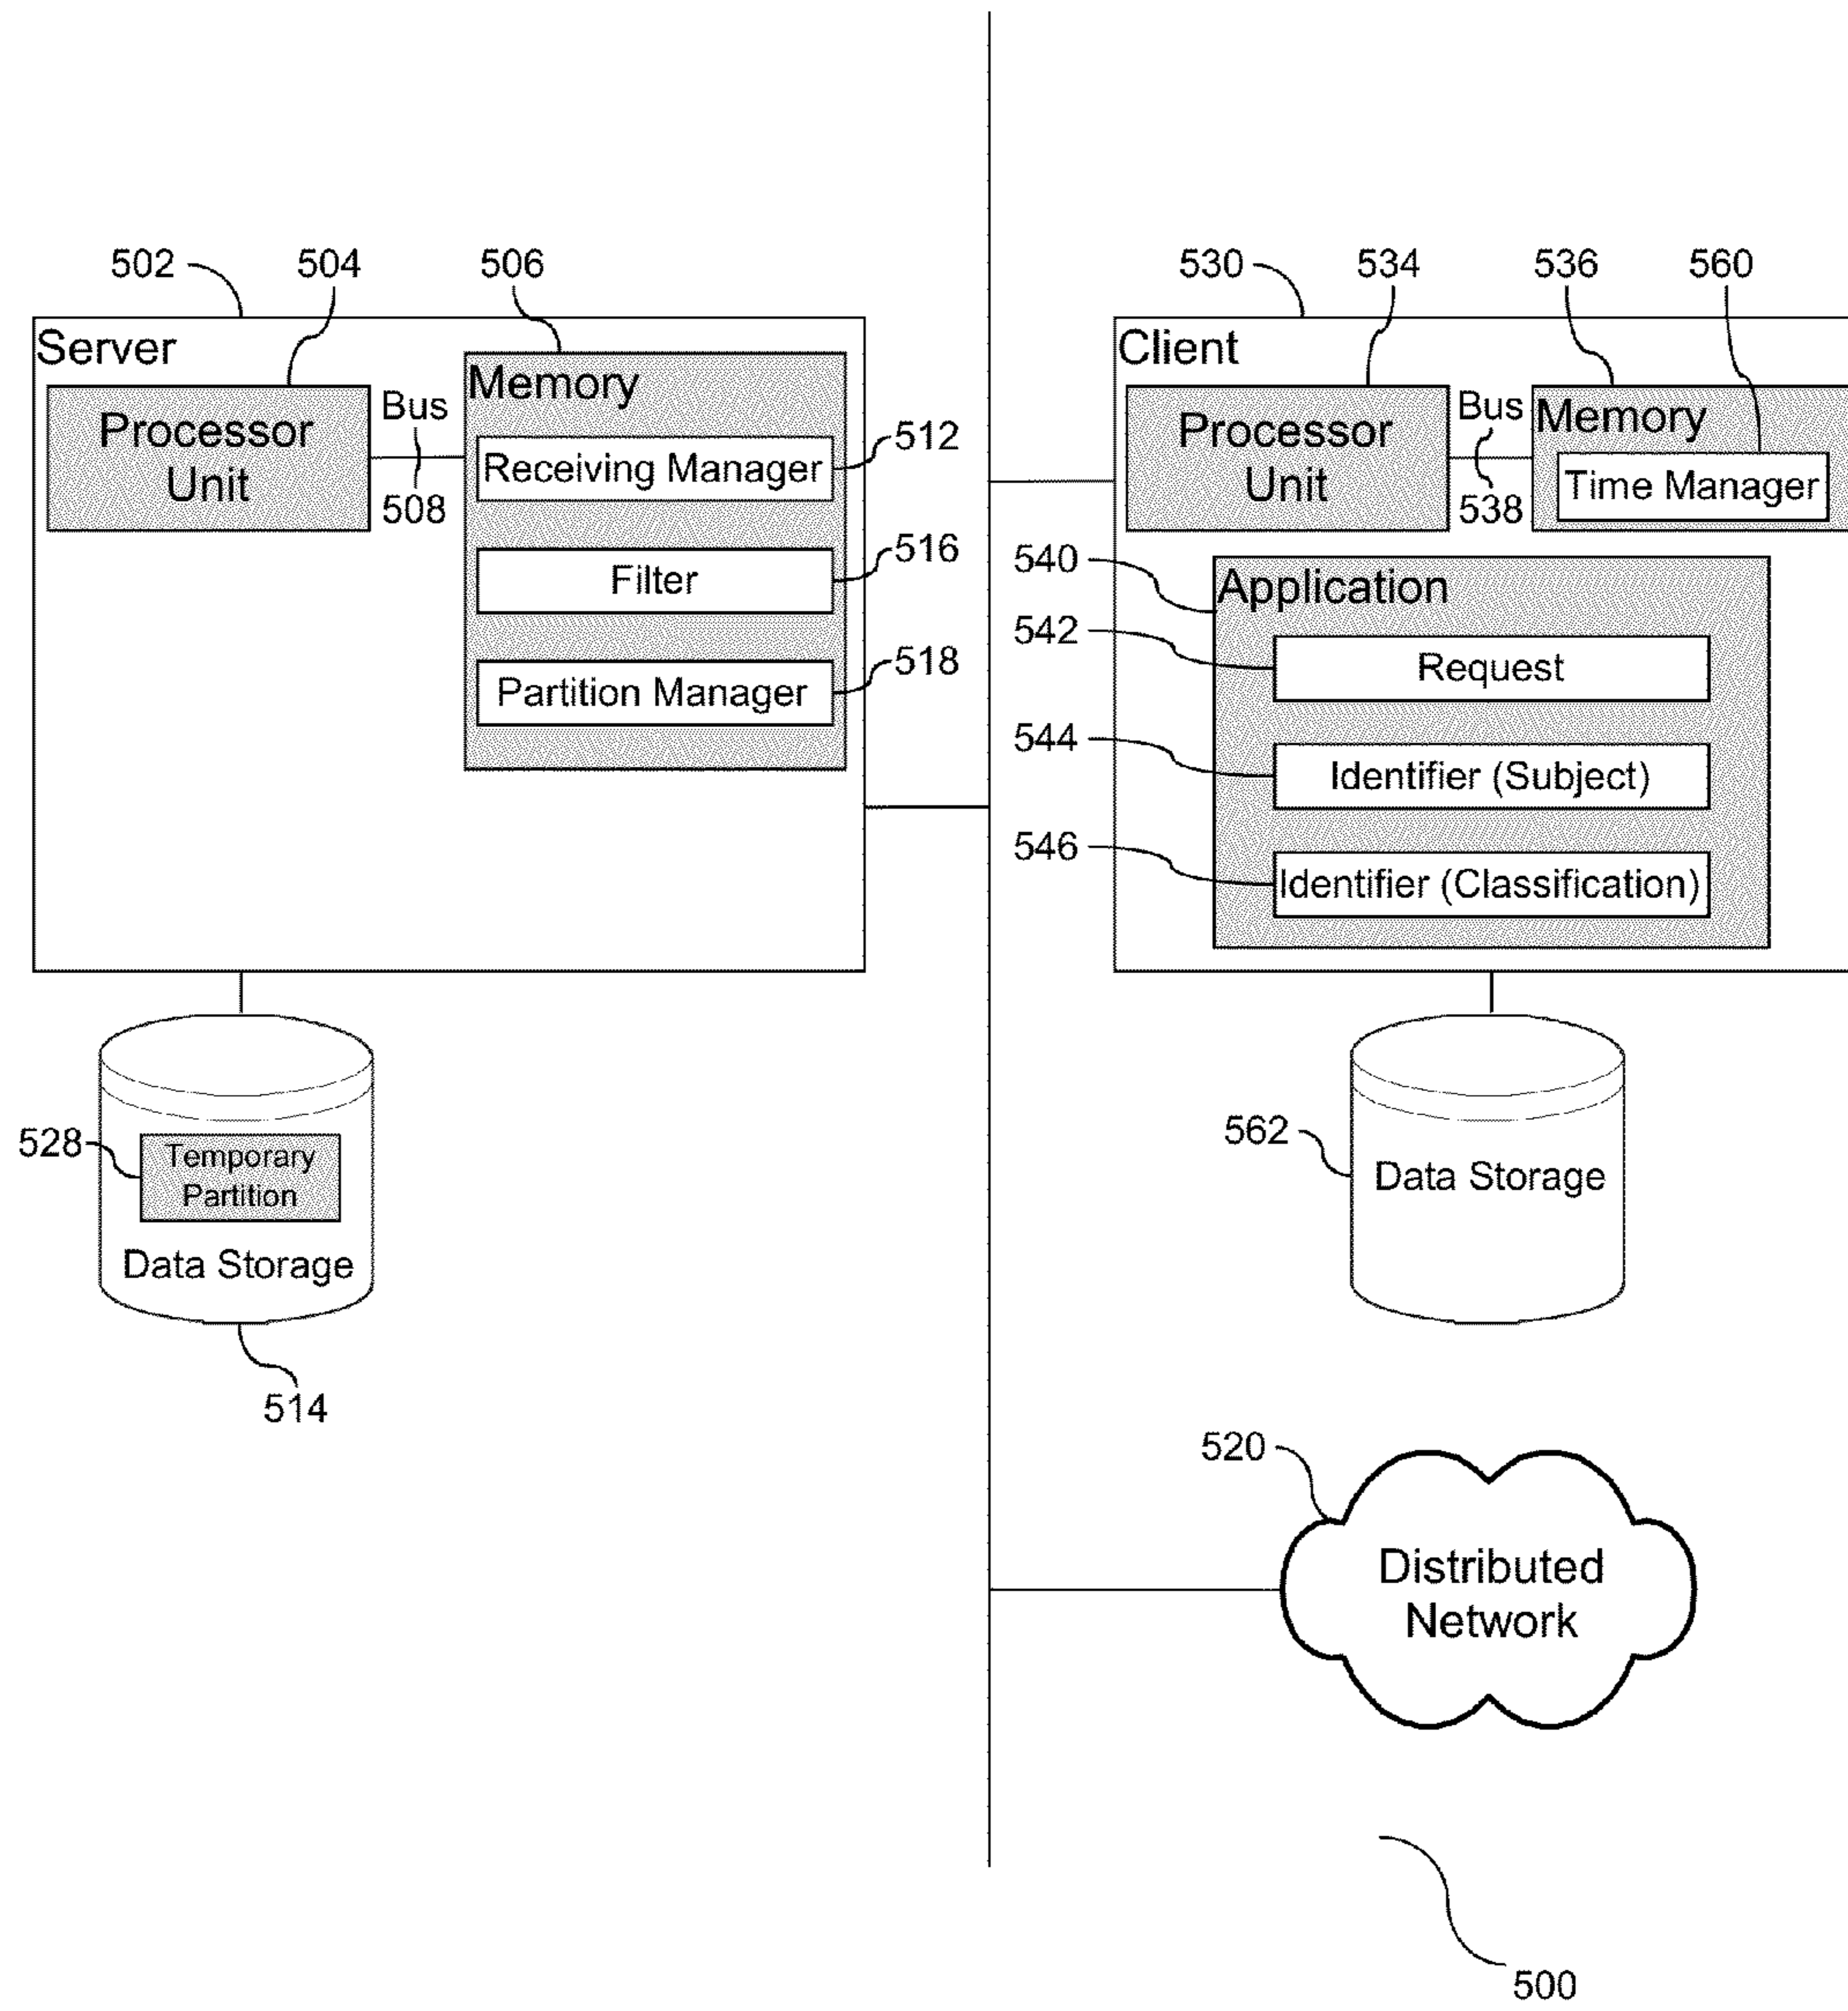 502
504
506
Server
Processor
Unit
Bus
508
Memory
Receiving Manager
512
Filter
516
Partition Manager
518
528
Temporary
Partition
Data Storage
514
530
534
536
560
Client
Processor
Unit
Bus
538
Memory
Time Manager
540
Application
542
Request
544
Identifier (Subject)
546
Identifier (Classification)
562
Data Storage
520
Distributed
Network
500